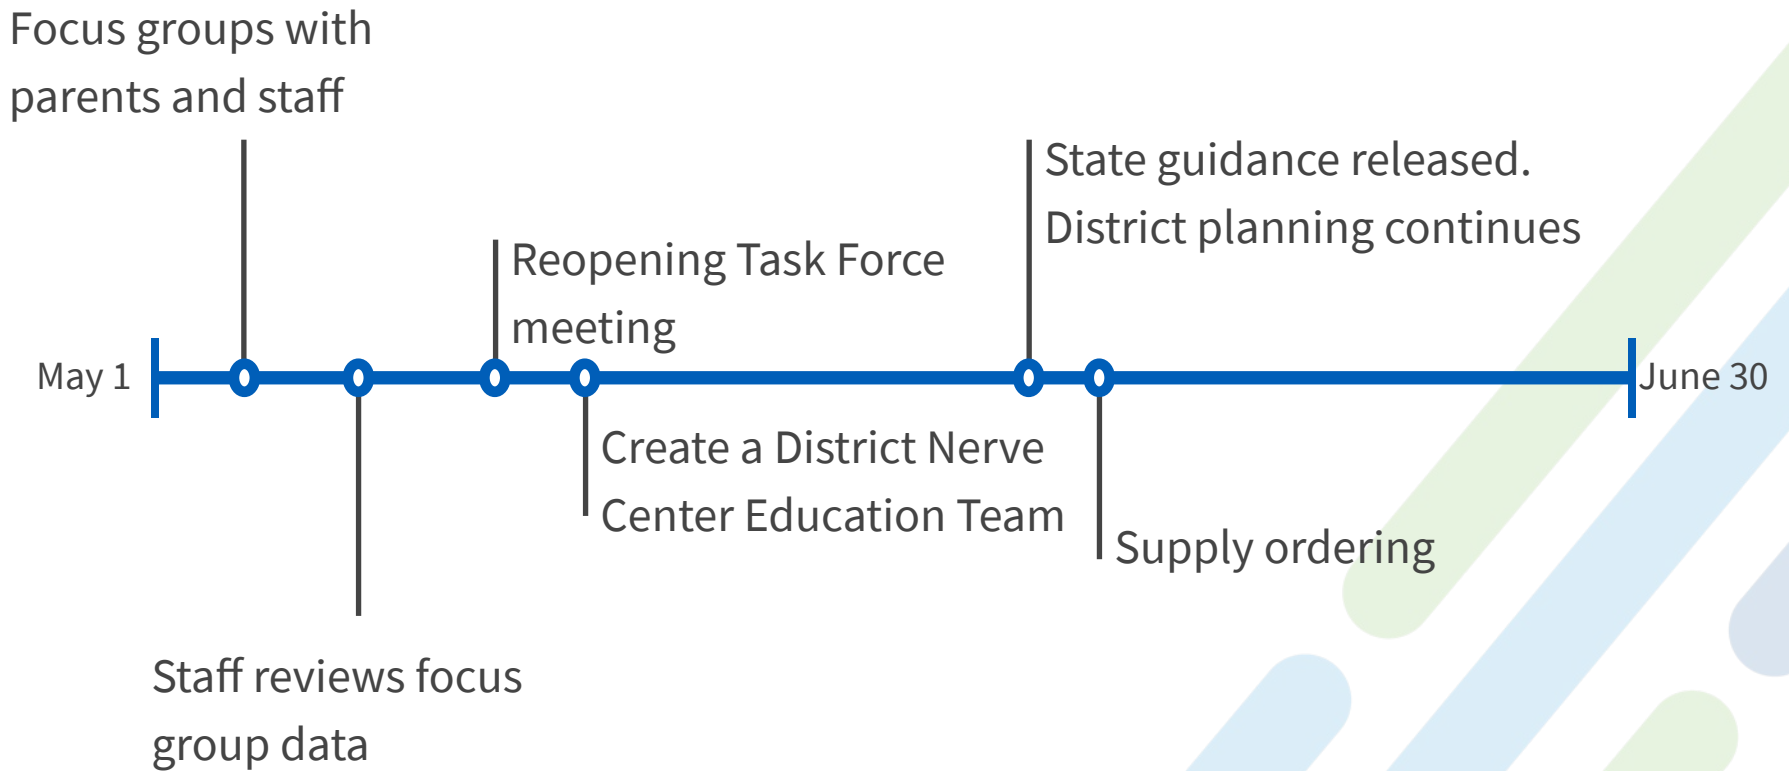 Focus groups with
parents and staff
State guidance released.
District planning continues
Reopening Task Force
meeting
May 1
June 30
Create a District Nerve
Center Education Team
Supply ordering
Staff reviews focus
group data